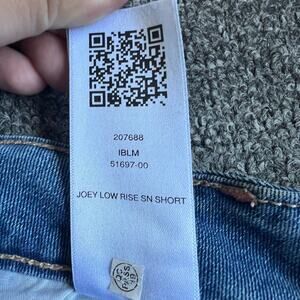 207688
IBLM
51697-00
JOEY LOW RISE SN SHORT